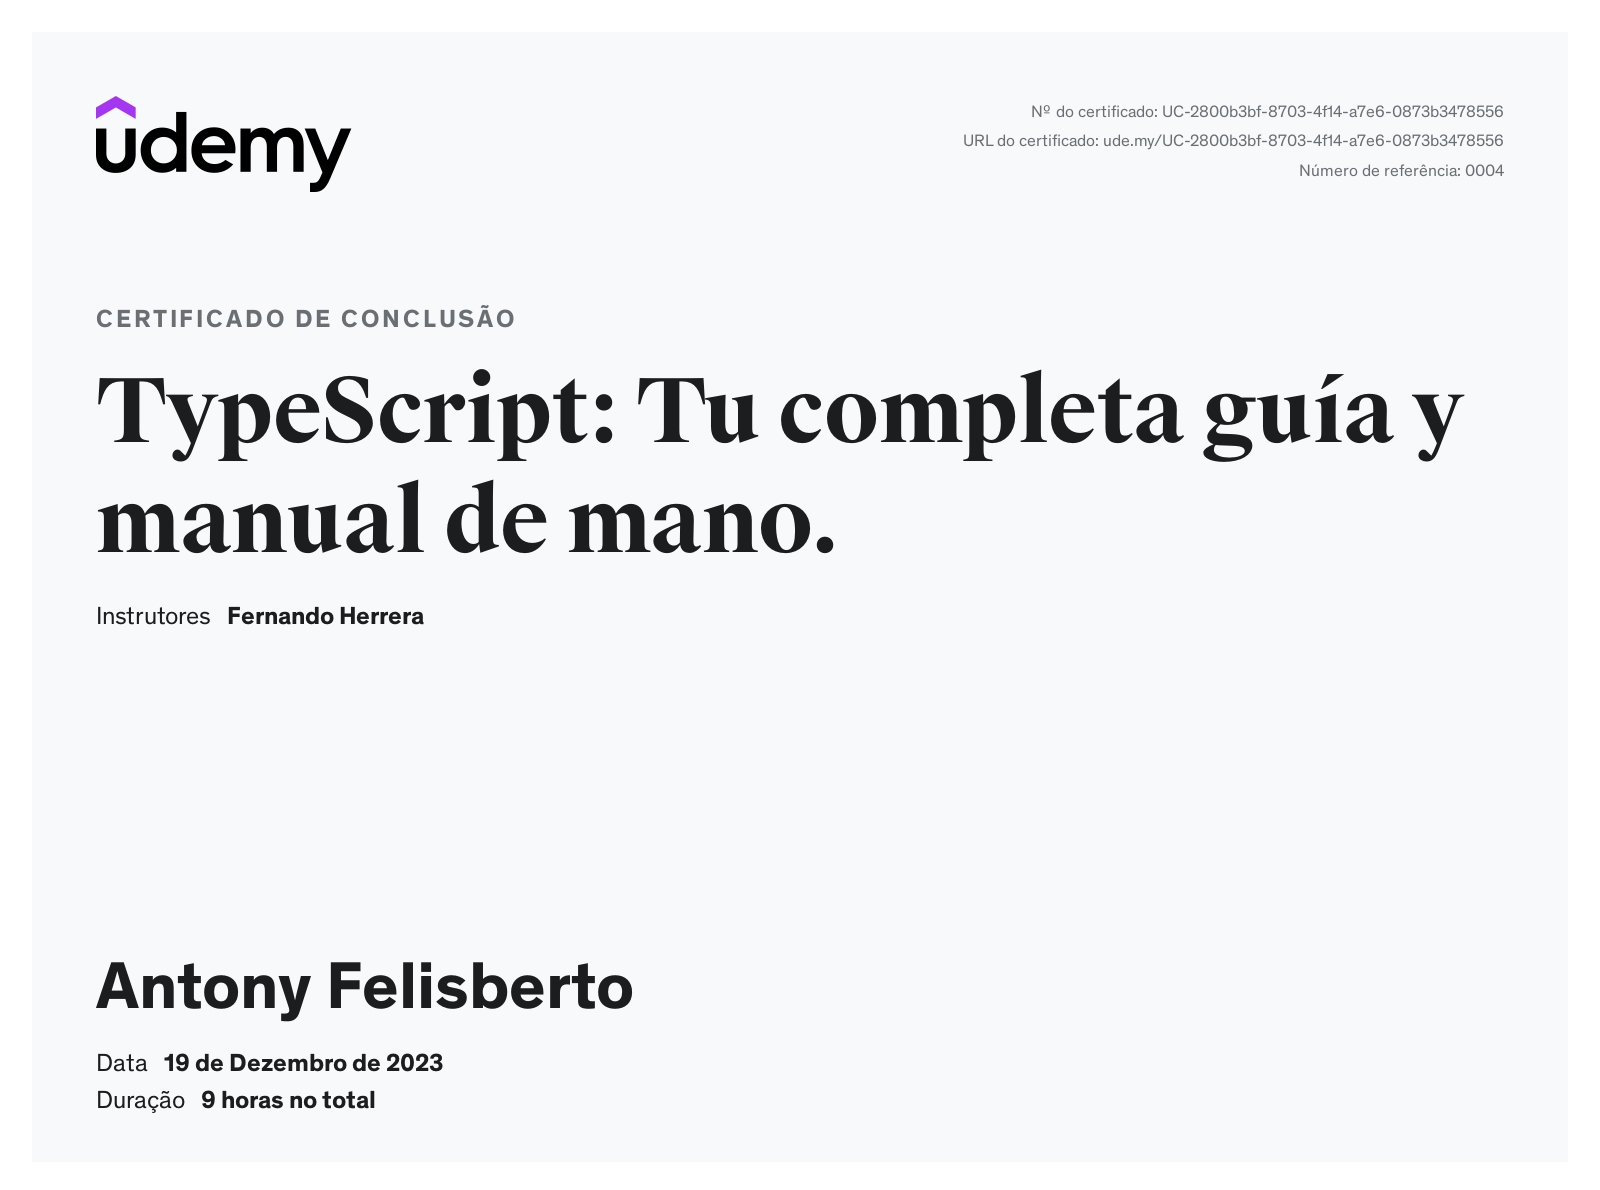 udemy
Nº do certificado: UC-2800b3bf-8703-4f14-a7e6-0873b3478556
URL do certificado: ude.my/UC-2800b3bf-8703-4f14-a7e6-0873b3478556
Número de referência: 0004
CERTIFICADO DE CONCLUSÃO
TypeScript: Tu completa guía y
manual de mano.
Instrutores Fernando Herrera
Antony Felisberto
Data 19 de Dezembro de 2023
Duração 9 horas no total